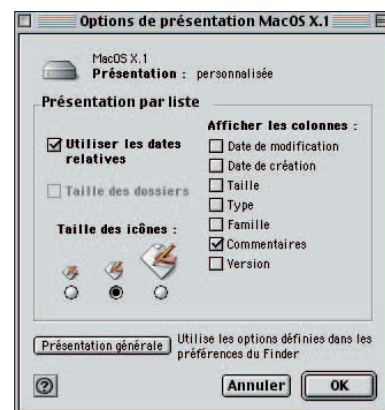 Options de présentation MacOS X.1
MacOS X.1
Présentation : personnalisée
Présentation par liste
Utiliser les dates
relatives
Taille des dossiers
Taille des icônes :
Afficher les colonnes :
Date de modification
Date de création
Taille
Type
Famille
Commentaires
Version
Présentation générale
Utilise les options définies dans les
préférences du Finder
?
Annuler
OK